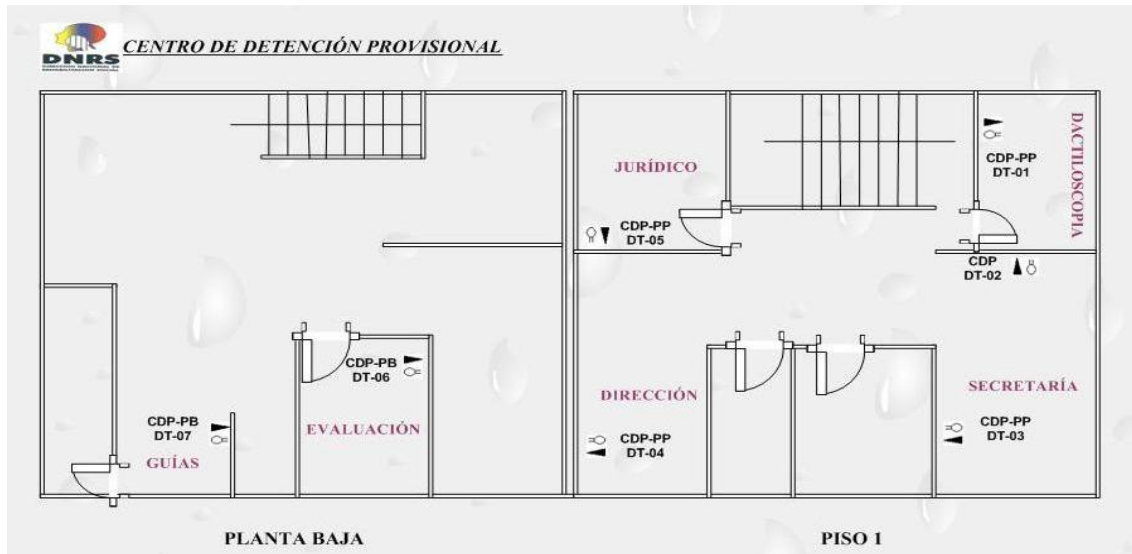 DNRS
CENTRO DE DETENCIÓN PROVISIONAL
CDP-PB
DT-06
EVALUACIÓN
CDP-PB
DT-07
GUÍAS
PLANTA BAJA
JURÍDICO
CDP-PP
DT-05
CDP-PP
DT-01
DACTILOSCOPIA
CDP
DT-02
DIRECCIÓN
CDP-PP
DT-04
SECRETARÍA
CDP-PP
DT-03
PISO 1